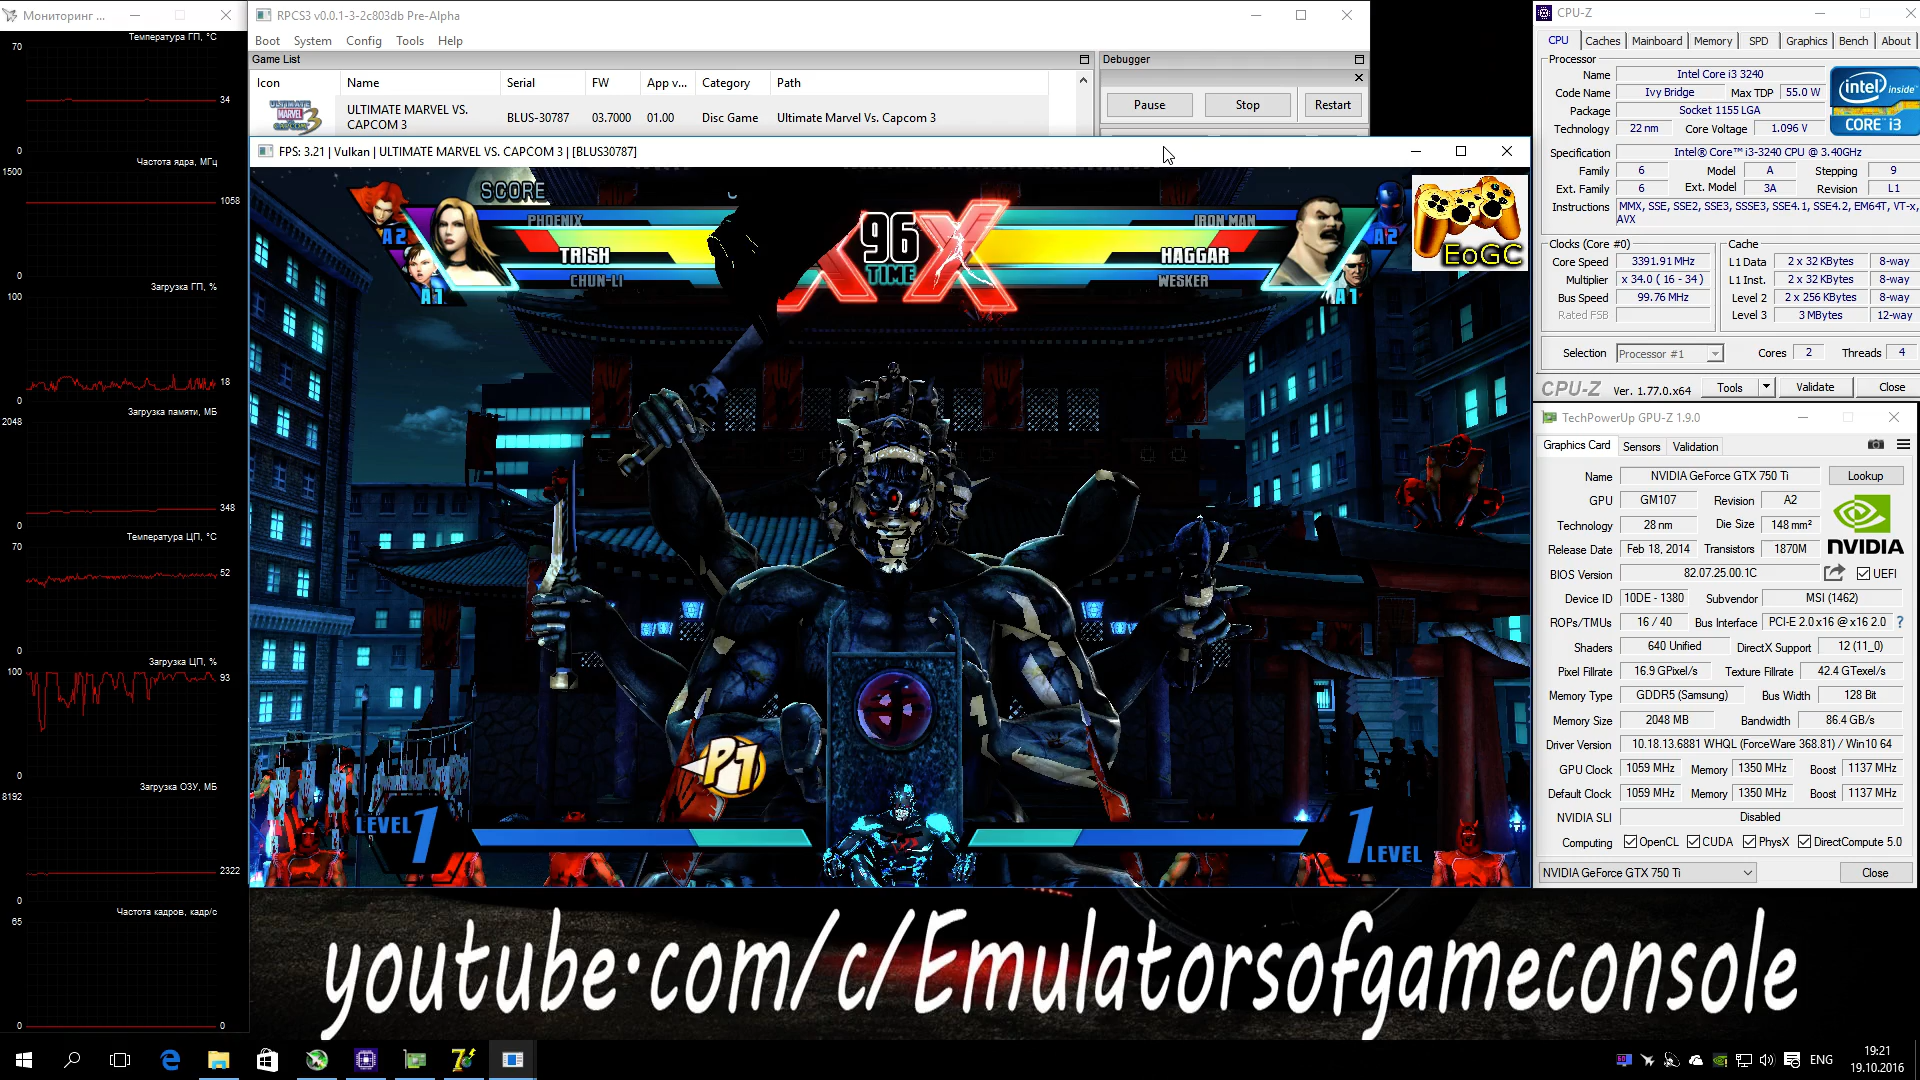 Мониторинг ...
Температура ГП, °C
70
34
0
Частота ядра, МГц
1500
1058
0
Загрузка ГП, %
100
18
0
Загрузка памяти, МБ
2048
348
0
Температура ЦП, °C
70
52
0
Загрузка ЦП, %
100
93
0
Загрузка ОЗУ, МБ
8192
2322
0
Частота кадров, кадр/с
65
0
0
RPCS3 v0.0.1-3-2c803db Pre-Alpha
Boot System Config Tools Help
Game List
Icon Name Serial FW App v... Category Path
ULTIMATE MARVEL VS. CAPCOM 3
ULTIMATE MARVEL VS.
CAPCOM 3
BLUS-30787 03.7000 01.00 Disc Game Ultimate Marvel Vs. Capcom 3
Debugger
Pause Stop Restart
FPS: 3.21 | Vulkan | ULTIMATE MARVEL VS. CAPCOM 3 | [BLUS30787]
SCORE
PHOENIX
A2
TRISH
CHUN-LI
A1
96
TIME
IRON MAN
A2
HAGGAR
WESKER
A1
EoGC
P1
LEVEL 1
1 LEVEL
youtube.com/c/Emulatorsofgameconsole
CPU-Z
CPU Caches Mainboard Memory SPD Graphics Bench About
Processor
Name Intel Core i3 3240
Code Name Ivy Bridge Max TDP 55.0 W
Package Socket 1155 LGA
Technology 22 nm Core Voltage 1.096 V
intel inside™
CORE i3
Specification Intel® Core™ i3-3240 CPU @ 3.40GHz
Family 6 Model A Stepping 9
Ext. Family 6 Ext. Model 3A Revision L1
Instructions MMX, SSE, SSE2, SSE3, SSSE3, SSE4.1, SSE4.2, EM64T, VT-x,
AVX
Clocks (Core #0)
Core Speed 3391.91 MHz
Multiplier x 34.0 ( 16 - 34 )
Bus Speed 99.76 MHz
Rated FSB
Cache
L1 Data 2 x 32 KBytes 8-way
L1 Inst. 2 x 32 KBytes 8-way
Level 2 2 x 256 KBytes 8-way
Level 3 3 MBytes 12-way
Selection Processor #1 Cores 2 Threads 4
CPU-Z Ver. 1.77.0.x64 Tools Validate Close
TechPowerUp GPU-Z 1.9.0
Graphics Card Sensors Validation
Name NVIDIA GeForce GTX 750 Ti Lookup
GPU GM107 Revision A2
Technology 28 nm Die Size 148 mm²
Release Date Feb 18, 2014 Transistors 1870M
NVIDIA
BIOS Version 82.07.25.00.1C UEFI
Device ID 10DE - 1380 Subvendor MSI (1462)
ROPs/TMUs 16 / 40 Bus Interface PCI-E 2.0 x16 @ x16 2.0 ?
Shaders 640 Unified DirectX Support 12 (11_0)
Pixel Fillrate 16.9 GPixel/s Texture Fillrate 42.4 GTexel/s
Memory Type GDDR5 (Samsung) Bus Width 128 Bit
Memory Size 2048 MB Bandwidth 86.4 GB/s
Driver Version 10.18.13.6881 WHQL (ForceWare 368.81) / Win10 64
GPU Clock 1059 MHz Memory 1350 MHz Boost 1137 MHz
Default Clock 1059 MHz Memory 1350 MHz Boost 1137 MHz
NVIDIA SLI Disabled
Computing OpenCL CUDA PhysX DirectCompute 5.0
NVIDIA GeForce GTX 750 Ti Close
ENG
19:21
19.10.2016